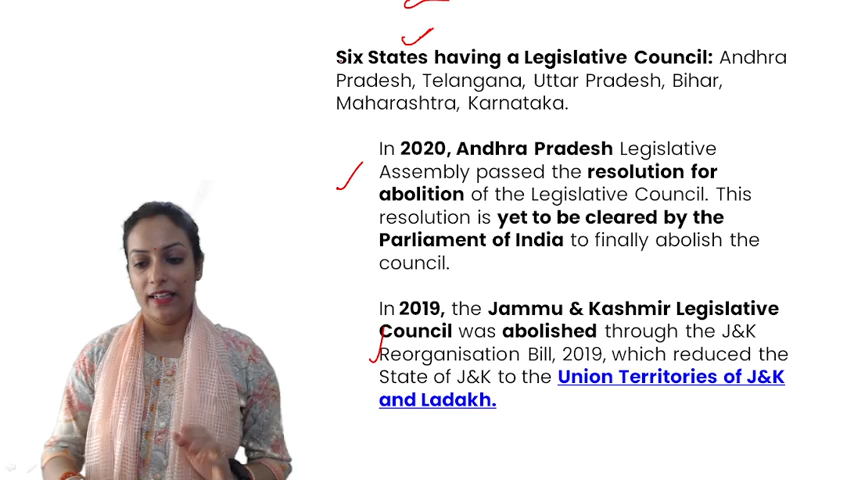 Six States having a Legislative Council: Andhra
Pradesh, Telangana, Uttar Pradesh, Bihar,
Maharashtra, Karnataka.
In 2020, Andhra Pradesh Legislative
Assembly passed the resolution for
abolition of the Legislative Council. This
resolution is yet to be cleared by the
Parliament of India to finally abolish the
council.
In 2019, the Jammu & Kashmir Legislative
Council was abolished through the J&K
Reorganisation Bill, 2019, which reduced the
State of J&K to the Union Territories of J&K
and Ladakh.